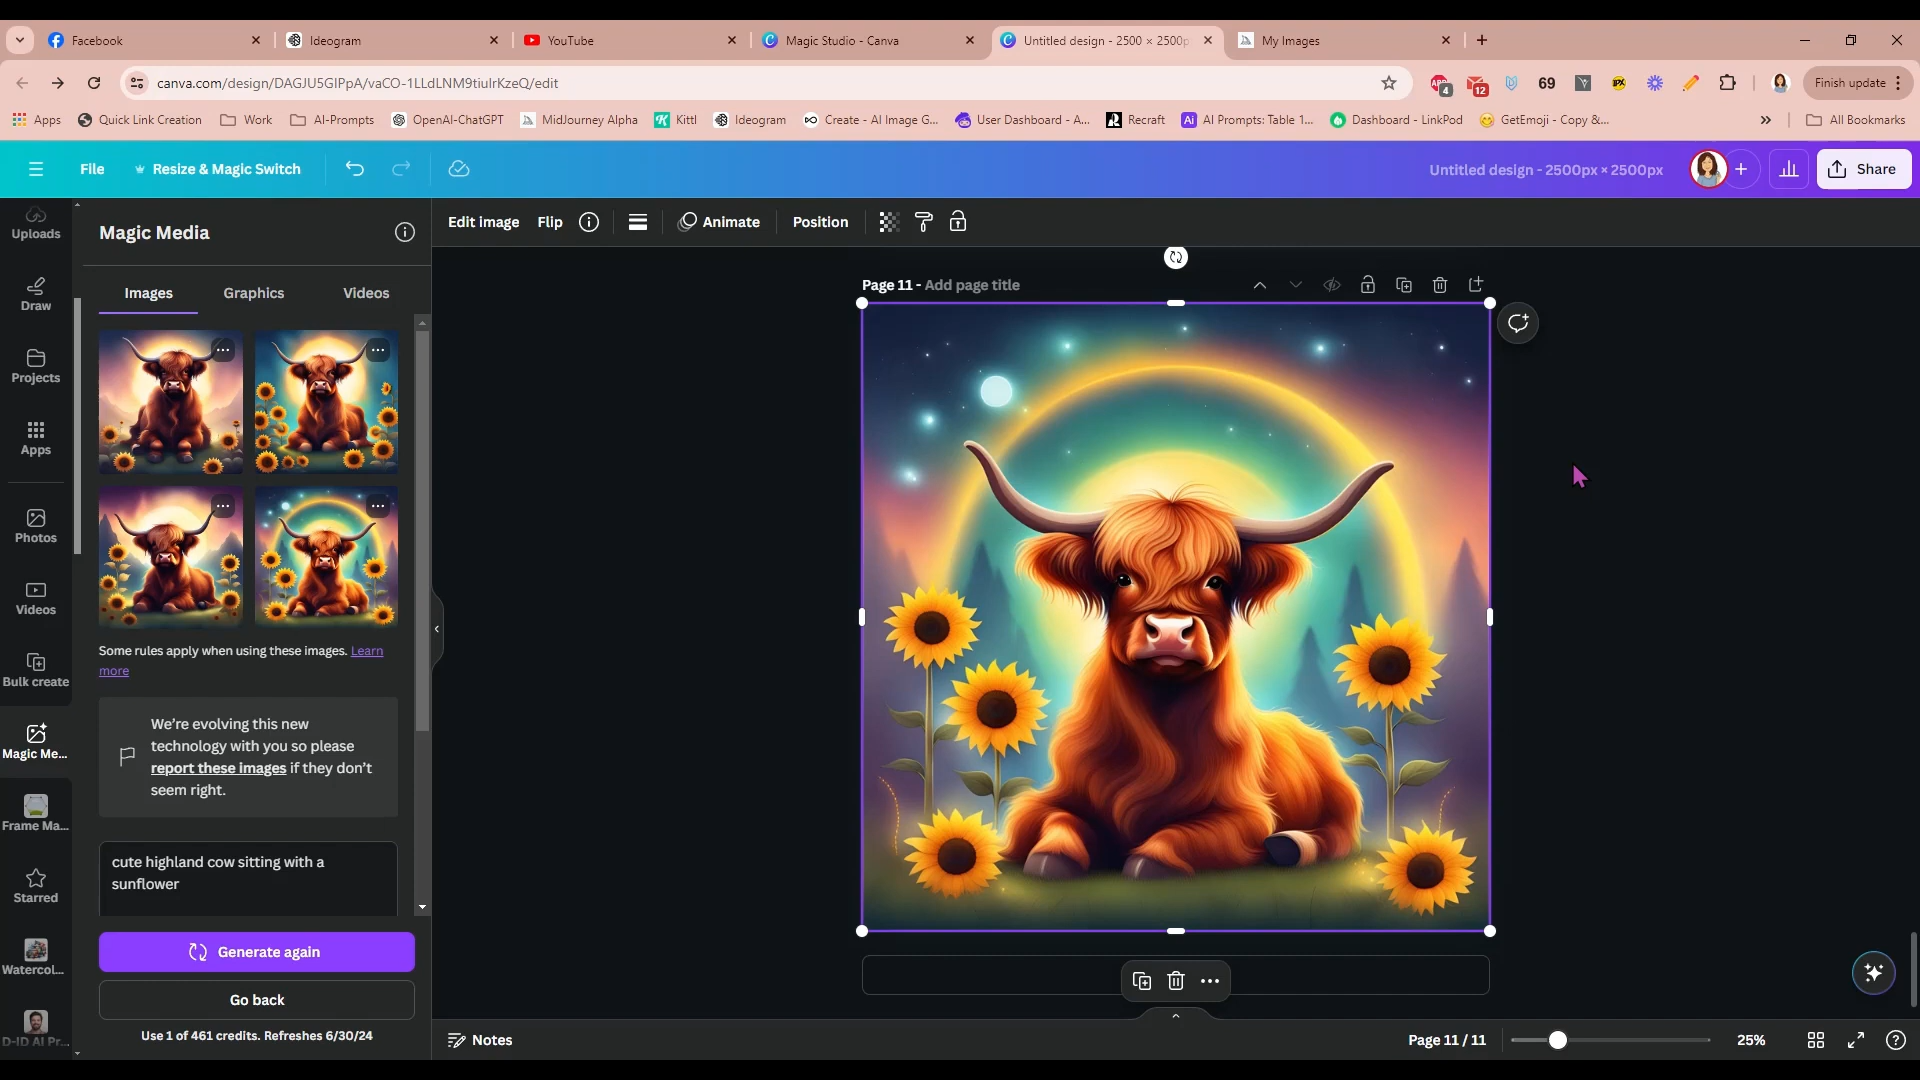 Facebook
Ideogram
YouTube
Magic Studio - Canva
Untitled design - 2500 × 2500p
My Images
canva.com/design/DAGJU5GIPpA/vaCO-1LLdLNM9tiulrKzeQ/edit
4
12
69
Finish update
Apps
Quick Link Creation
Work
AI-Prompts
OpenAI-ChatGPT
MidJourney Alpha
Kittl
Ideogram
Create - AI Image G...
User Dashboard - A...
Recraft
AI Prompts: Table 1...
Dashboard - LinkPod
GetEmoji - Copy &...
All Bookmarks
File
Resize & Magic Switch
Untitled design - 2500px × 2500px
Share
Uploads
Draw
Projects
Apps
Photos
Videos
Bulk create
Magic Me...
Frame Ma...
Starred
Watercol...
D-ID AI Pr...
Magic Media
Images
Graphics
Videos
Some rules apply when using these images. Learn
more
We're evolving this new
technology with you so please
report these images if they don't
seem right.
cute highland cow sitting with a
sunflower
Generate again
Go back
Use 1 of 461 credits. Refreshes 6/30/24
Edit image
Flip
Animate
Position
Page 11 - Add page title
Notes
Page 11 / 11
25%